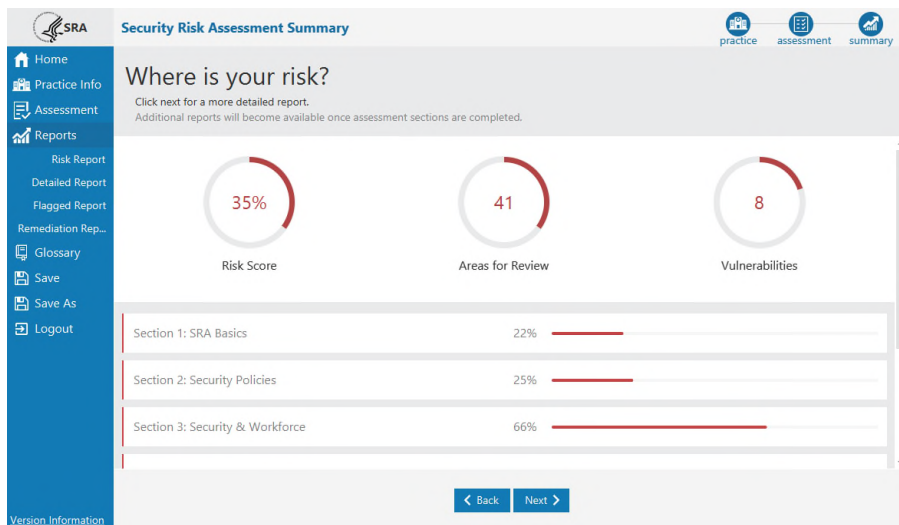 SRA
Security Risk Assessment Summary
practice
assessment
summary
Home
Practice Info
Assessment
Reports
Risk Report
Detailed Report
Flagged Report
Remediation Rep...
Glossary
Save
Save As
Logout
Version Information
Where is your risk?
Click next for a more detailed report.
Additional reports will become available once assessment sections are completed.
35%
Risk Score
41
Areas for Review
8
Vulnerabilities
Section 1: SRA Basics 22%
Section 2: Security Policies 25%
Section 3: Security & Workforce 66%
Back
Next